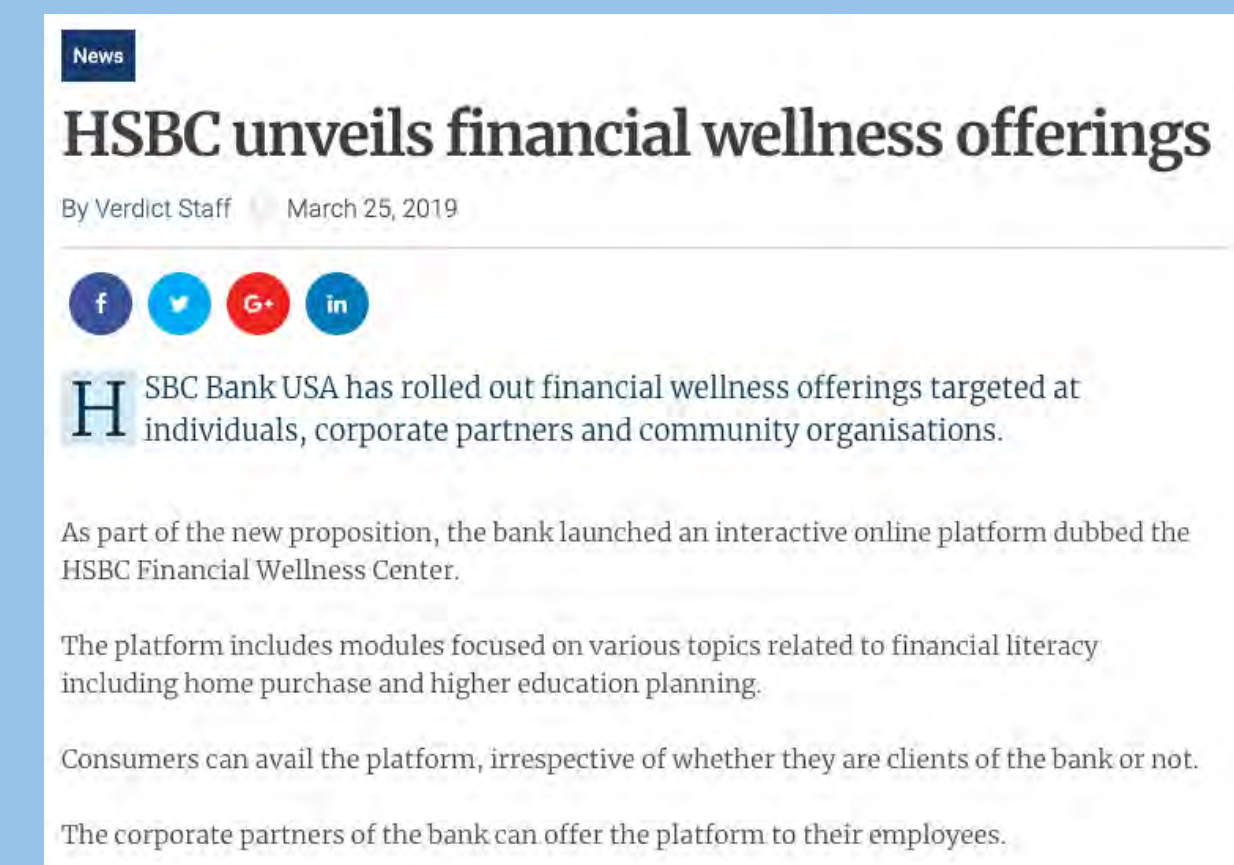 News
HSBC unveils financial wellness offerings
By Verdict Staff March 25, 2019
f G+ in
HSBC Bank USA has rolled out financial wellness offerings targeted at
individuals, corporate partners and community organisations.
As part of the new proposition, the bank launched an interactive online platform dubbed the
HSBC Financial Wellness Center.
The platform includes modules focused on various topics related to financial literacy
including home purchase and higher education planning.
Consumers can avail the platform, irrespective of whether they are clients of the bank or not.
The corporate partners of the bank can offer the platform to their employees.